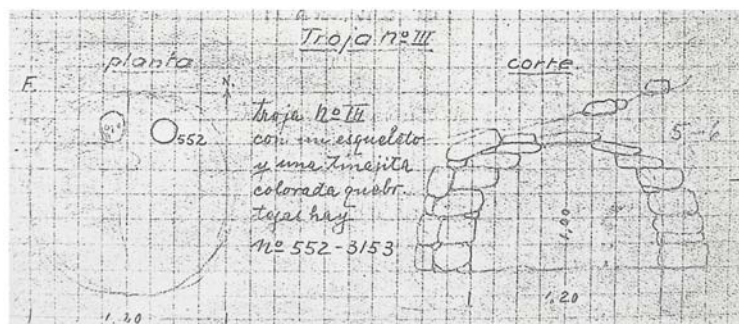 Troja nº III
planta
corte
F.
N
552
Troja nº III
con un esqueleto
y una tinajita
colorada quebr.
tejas hay
nº 552-3153
5-6
1,00
1.20
1.20